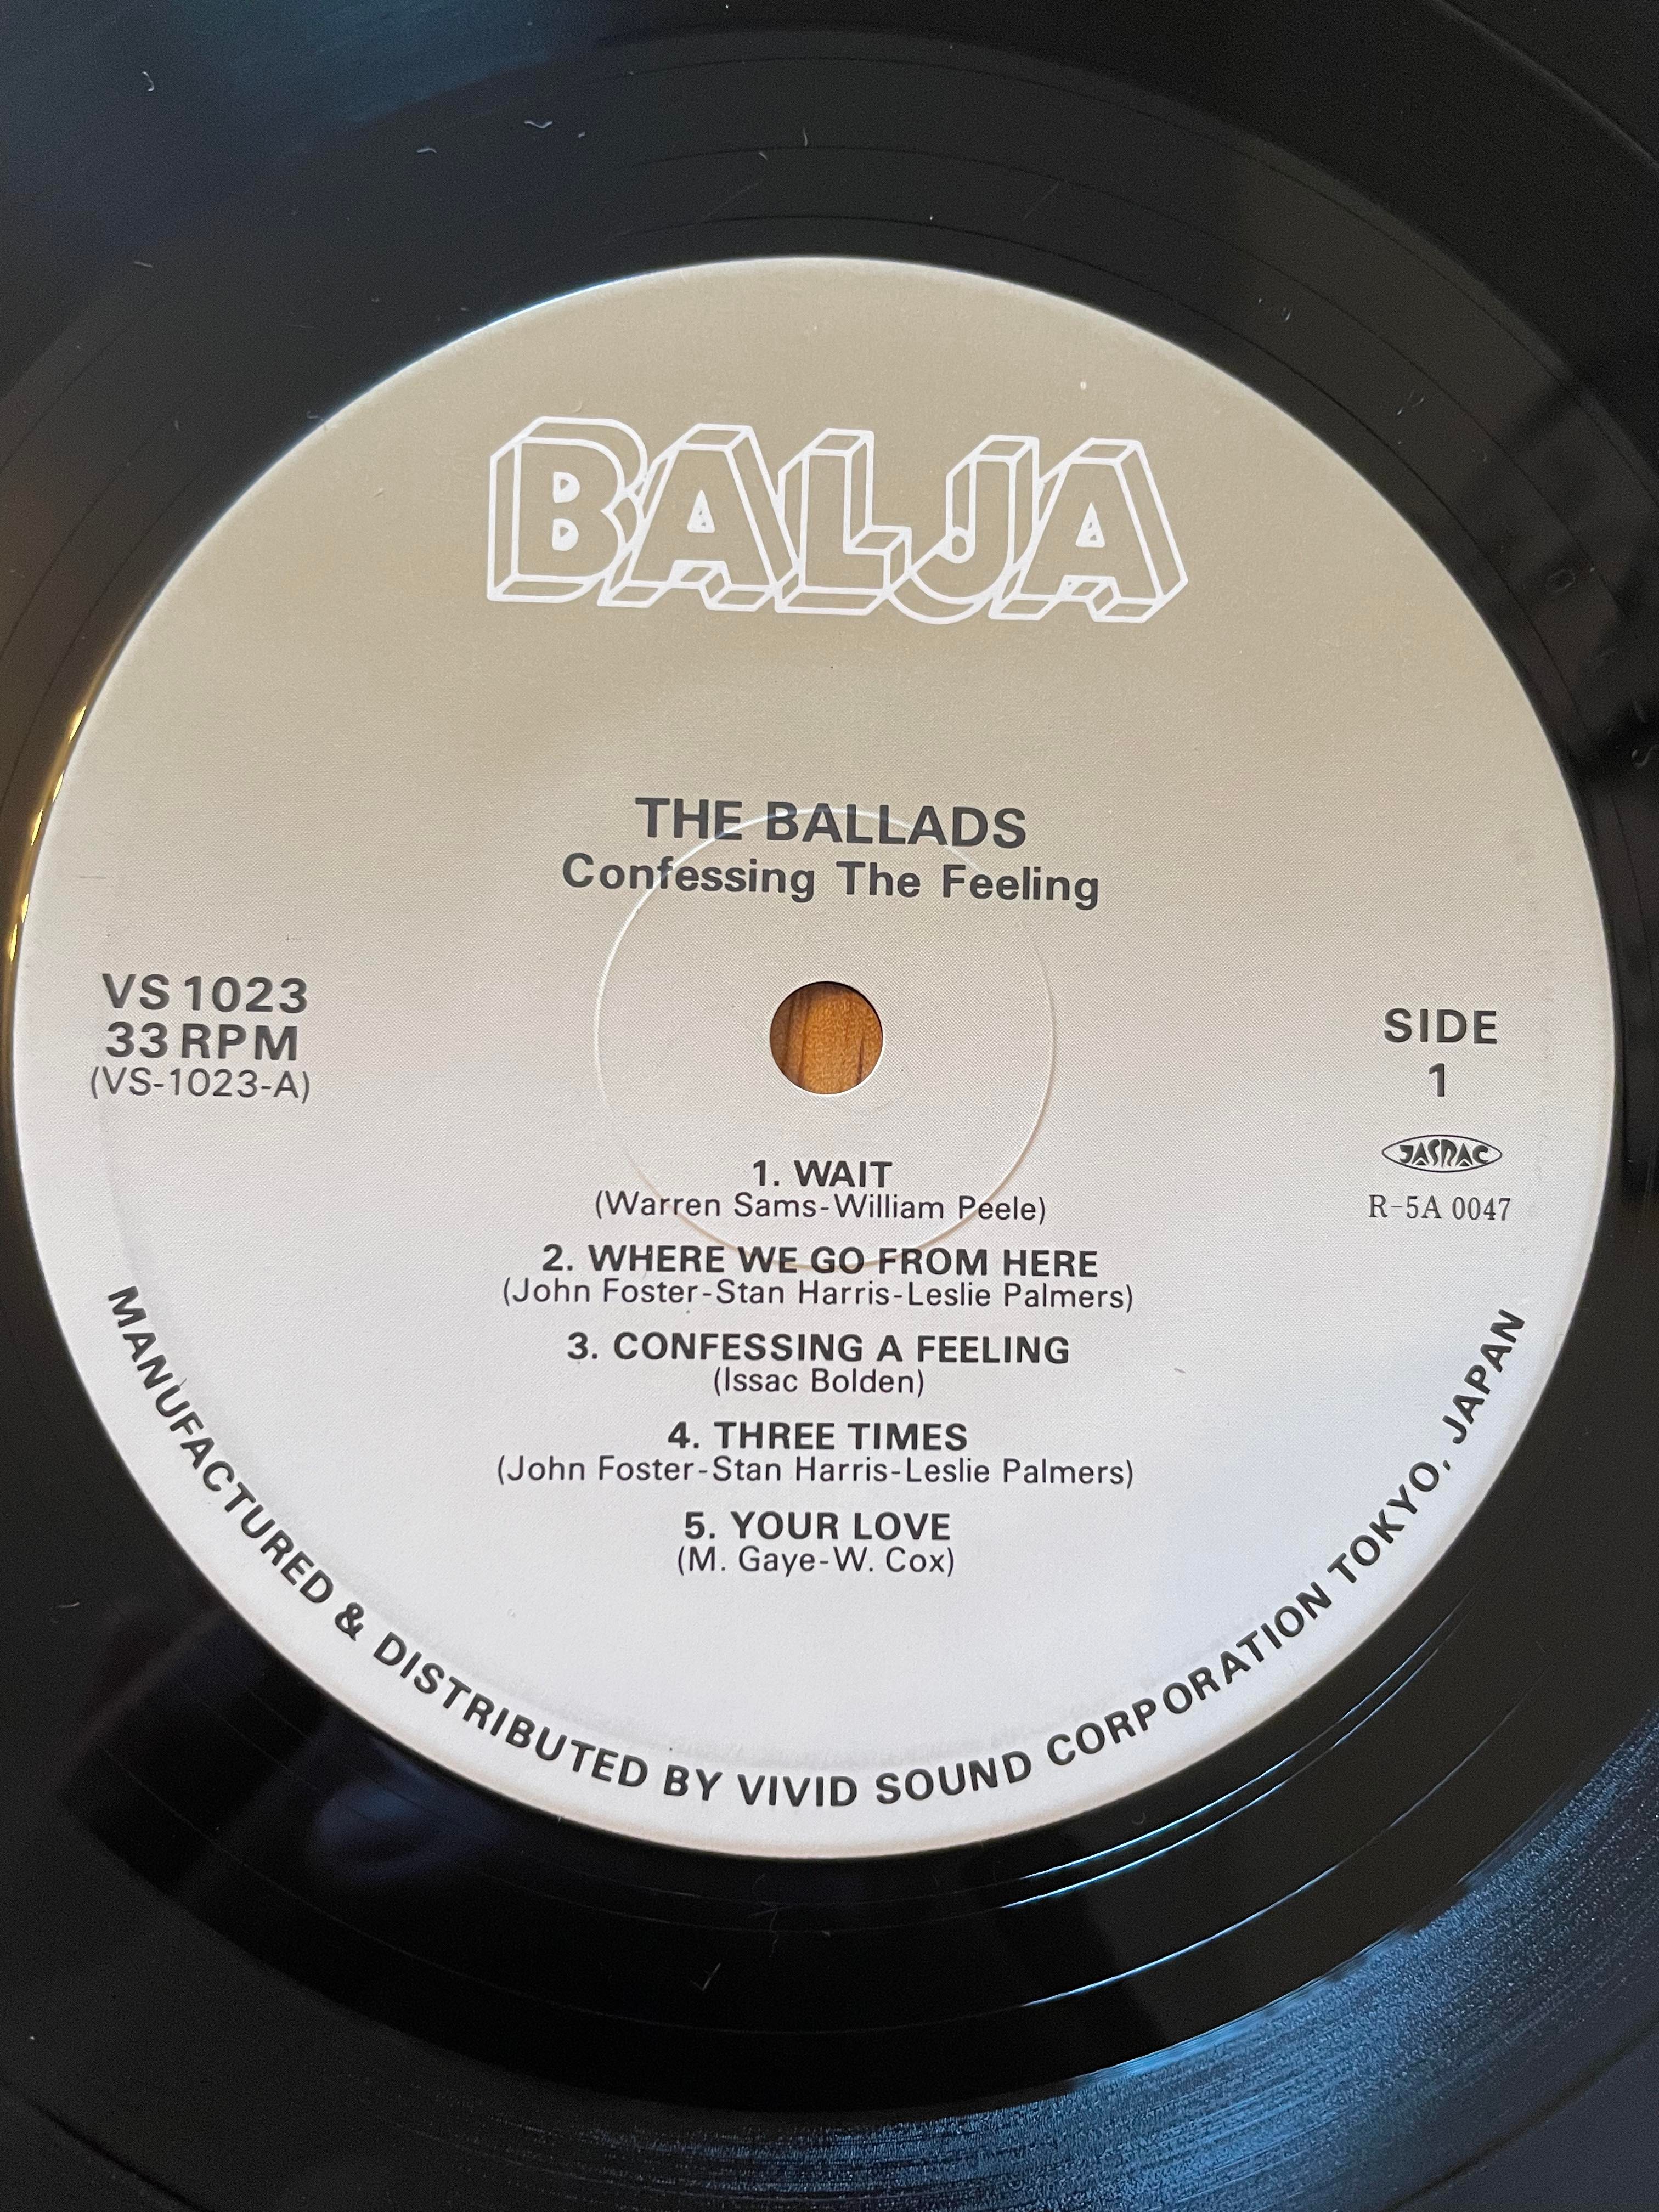 BALJA
THE BALLADS
Confessing The Feeling
VS 1023
33 RPM
(VS-1023-A)
SIDE
1
JASRAC
R-5A 0047
1. WAIT
(Warren Sams-William Peele)
2. WHERE WE GO FROM HERE
(John Foster-Stan Harris-Leslie Palmers)
3. CONFESSING A FEELING
(Issac Bolden)
4. THREE TIMES
(John Foster-Stan Harris-Leslie Palmers)
5. YOUR LOVE
(M. Gaye-W. Cox)
MANUFACTURED & DISTRIBUTED BY VIVID SOUND CORPORATION TOKYO, JAPAN